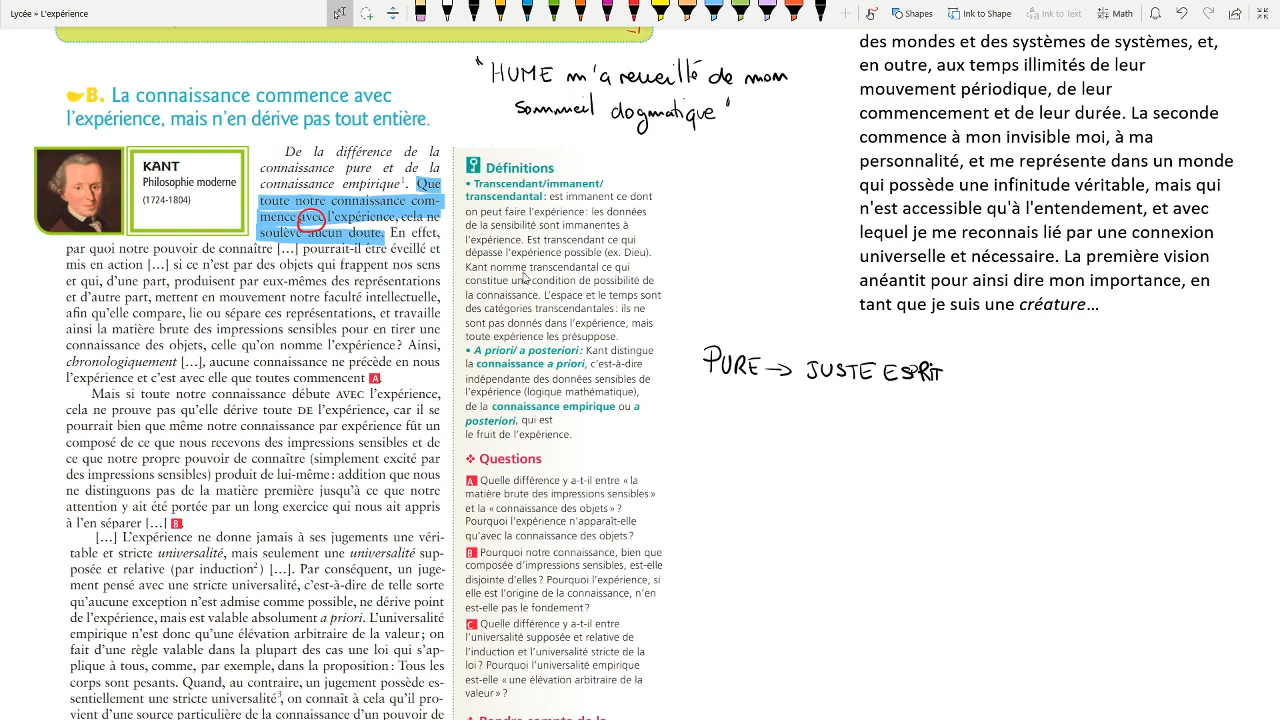 Lycée » L'expérience
Shapes
Ink to Shape
Ink to Text
Math
B. La connaissance commence avec
l'expérience, mais n'en dérive pas tout entière.
"HUME m'a réveillé de mon
sommeil dogmatique"
KANT
Philosophie moderne
(1724-1804)
De la différence de la
connaissance pure et de la
connaissance empirique¹. Que
toute notre connaissance com-
mence avec l'expérience, cela ne
soulève aucun doute. En effet,
par quoi notre pouvoir de connaître [...] pourrait-il être éveillé et
mis en action [...] si ce n'est par des objets qui frappent nos sens
et qui, d'une part, produisent par eux-mêmes des représentations
et d'autre part, mettent en mouvement notre faculté intellectuelle,
afin qu'elle compare, lie ou sépare ces représentations, et travaille
ainsi la matière brute des impressions sensibles pour en tirer une
connaissance des objets, celle qu'on nomme l'expérience ? Ainsi,
chronologiquement [...], aucune connaissance ne précède en nous
l'expérience et c'est avec elle que toutes commencent A.
Mais si toute notre connaissance débute AVEC l'expérience,
cela ne prouve pas qu'elle dérive toute DE l'expérience, car il se
pourrait bien que même notre connaissance par expérience fût un
composé de ce que nous recevons des impressions sensibles et de
ce que notre propre pouvoir de connaître (simplement excité par
des impressions sensibles) produit de lui-même : addition que nous
ne distinguons pas de la matière première jusqu'à ce que notre
attention y ait été portée par un long exercice qui nous ait appris
à l'en séparer [...] B.
[...] L'expérience ne donne jamais à ses jugements une véri-
table et stricte universalité, mais seulement une universalité sup-
posée et relative (par induction²) [...]. Par conséquent, un juge-
ment pensé avec une stricte universalité, c'est-à-dire de telle sorte
qu'aucune exception n'est admise comme possible, ne dérive point
de l'expérience, mais est valable absolument a priori. L'universalité
empirique n'est donc qu'une élévation arbitraire de la valeur ; on
fait d'une règle valable dans la plupart des cas une loi qui s'ap-
plique à tous, comme, par exemple, dans la proposition : Tous les
corps sont pesants. Quand, au contraire, un jugement possède es-
sentiellement une stricte universalité³, on connaît à cela qu'il pro-
vient d'une source particulière de la connaissance d'un pouvoir de
Définitions
• Transcendant/immanent/
transcendantal : est immanent ce dont
on peut faire l'expérience : les données
de la sensibilité sont immanentes à
l'expérience. Est transcendant ce qui
dépasse l'expérience possible (ex. Dieu).
Kant nomme transcendantal ce qui
constitue une condition de possibilité de
la connaissance. L'espace et le temps sont
des catégories transcendantales : ils ne
sont pas donnés dans l'expérience, mais
toute expérience les présuppose.
• A priori/ a posteriori : Kant distingue
la connaissance a priori, c'est-à-dire
indépendante des données sensibles de
l'expérience (logique mathématique),
de la connaissance empirique ou a
posteriori, qui est
le fruit de l'expérience.
❖ Questions
A Quelle différence y a-t-il entre « la
matière brute des impressions sensibles »
et la « connaissance des objets » ?
Pourquoi l'expérience n'apparaît-elle
qu'avec la connaissance des objets ?
B Pourquoi notre connaissance, bien que
composée d'impressions sensibles, est-elle
disjointe d'elles ? Pourquoi l'expérience, si
elle est l'origine de la connaissance, n'en
est-elle pas le fondement ?
C Quelle différence y a-t-il entre
l'universalité supposée et relative de
l'induction et l'universalité stricte de la
loi ? Pourquoi l'universalité empirique
est-elle « une élévation arbitraire de la
valeur » ?
des mondes et des systèmes de systèmes, et,
en outre, aux temps illimités de leur
mouvement périodique, de leur
commencement et de leur durée. La seconde
commence à mon invisible moi, à ma
personnalité, et me représente dans un monde
qui possède une infinitude véritable, mais qui
n'est accessible qu'à l'entendement, et avec
lequel je me reconnais lié par une connexion
universelle et nécessaire. La première vision
anéantit pour ainsi dire mon importance, en
tant que je suis une créature...
PURE → JUSTE ESPRIT